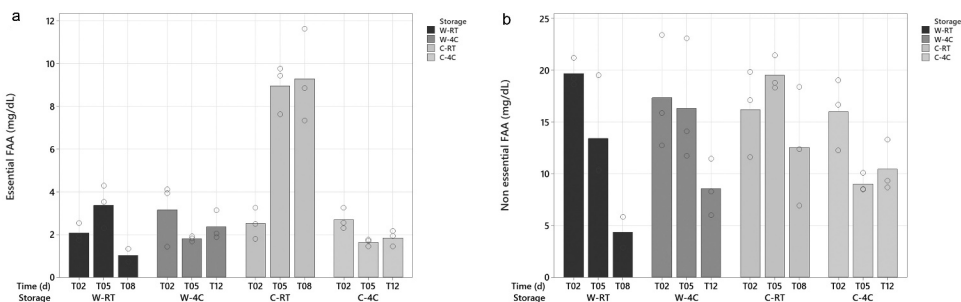 a
Essential FAA (mg/dL)
12
10
8
6
4
2
0
Storage
W-RT
W-4C
C-RT
C-4C
Time (d) T02 T05 T08 T02 T05 T12 T02 T05 T08 T02 T05 T12
Storage W-RT W-4C C-RT C-4C
b
Non essential FAA (mg/dL)
25
20
15
10
5
0
Storage
W-RT
W-4C
C-RT
C-4C
Time (d) T02 T05 T08 T02 T05 T12 T02 T05 T08 T02 T05 T12
Storage W-RT W-4C C-RT C-4C